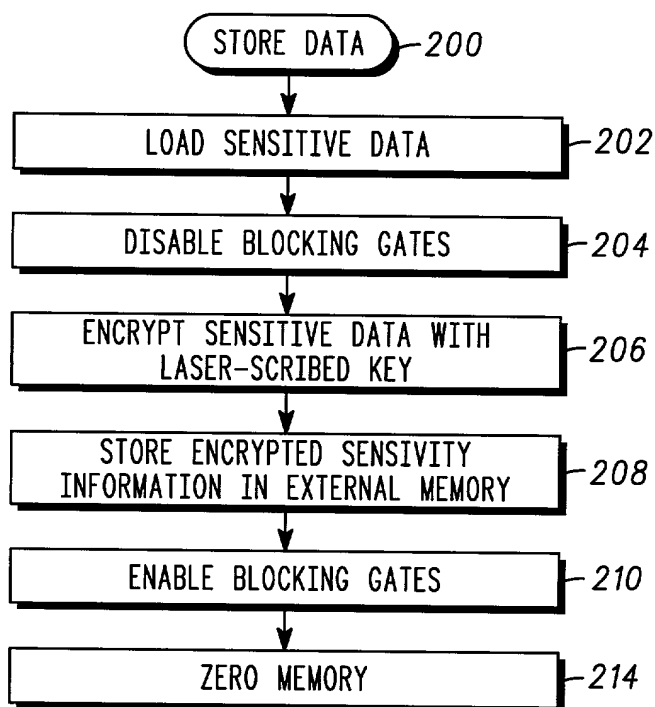 STORE DATA 200
LOAD SENSITIVE DATA 202
DISABLE BLOCKING GATES 204
ENCRYPT SENSITIVE DATA WITH
LASER-SCRIBED KEY 206
STORE ENCRYPTED SENSIVITY
INFORMATION IN EXTERNAL MEMORY 208
ENABLE BLOCKING GATES 210
ZERO MEMORY 214